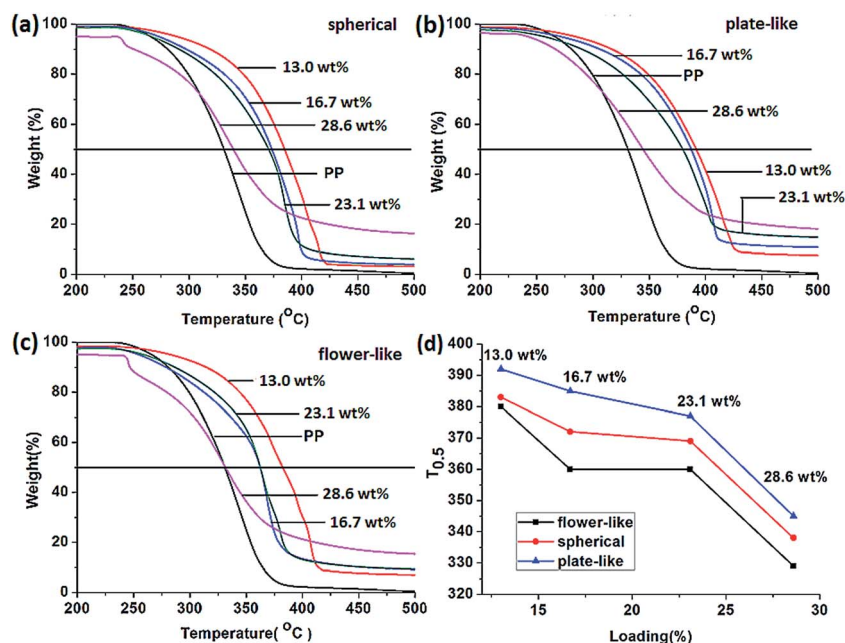 (a)
spherical
100
80
60
40
20
0
Weight (%)
13.0 wt%
16.7 wt%
28.6 wt%
PP
23.1 wt%
200 250 300 350 400 450 500
Temperature (OC)
(b)
plate-like
100
80
60
40
20
0
Weight (%)
16.7 wt%
PP
28.6 wt%
13.0 wt%
23.1 wt%
200 250 300 350 400 450 500
Temperature (OC)
(c)
flower-like
100
80
60
40
20
0
Weight(%)
13.0 wt%
23.1 wt%
PP
28.6 wt%
16.7 wt%
200 250 300 350 400 450 500
Temperature( OC)
(d)
400
390
380
370
360
350
340
330
320
T0.5
13.0 wt%
16.7 wt%
23.1 wt%
28.6 wt%
flower-like
spherical
plate-like
15 20 25 30
Loading(%)